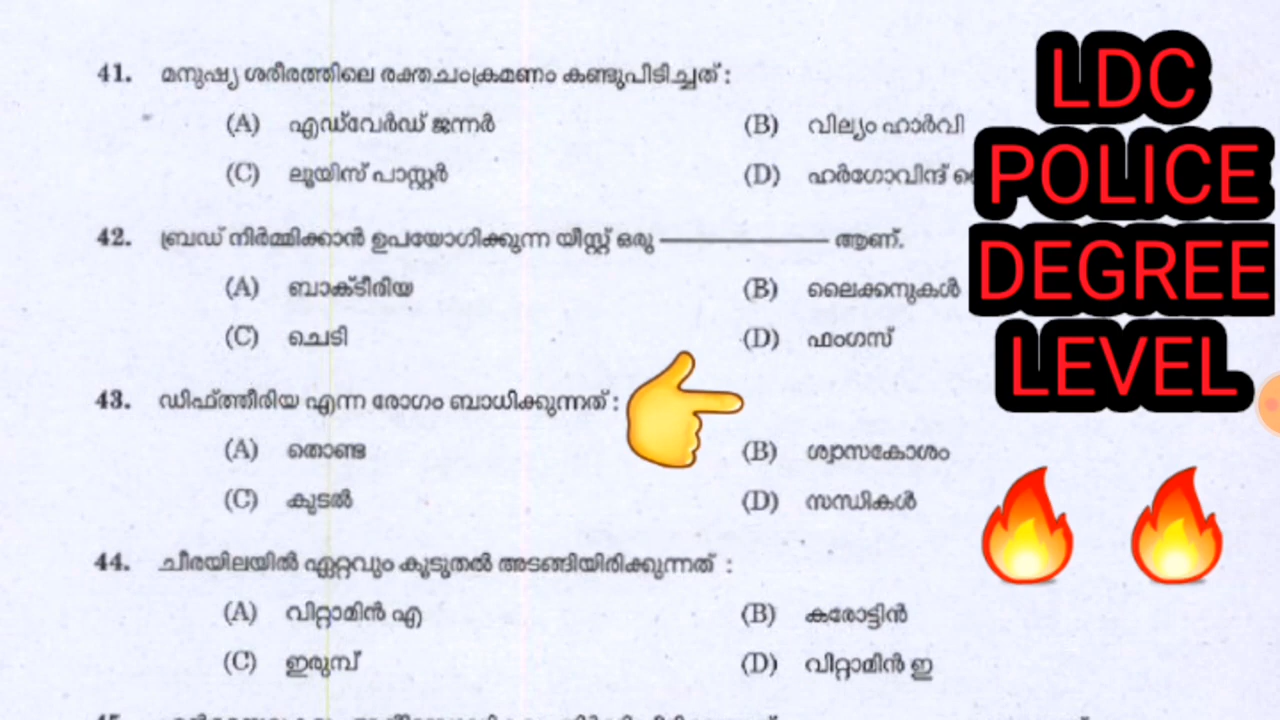 41. മനുഷ്യ ശരീരത്തിലെ രക്തചംക്രമണം കണ്ടുപിടിച്ചത് :
(A) എഡ്‌വേർഡ് ജന്നർ (B) വില്യം ഹാർവി
(C) ലൂയിസ് പാസ്റ്റർ (D) ഹർഗോവിന്ദ്
42. ബ്രഡ് നിർമ്മിക്കാൻ ഉപയോഗിക്കുന്ന യീസ്റ്റ് ഒരു ———— ആണ്.
(A) ബാക്ടീരിയ (B) ലൈക്കനുകൾ
(C) ചെടി (D) ഫംഗസ്
43. ഡിഫ്ത്തീരിയ എന്ന രോഗം ബാധിക്കുന്നത് :
(A) തൊണ്ട (B) ശ്വാസകോശം
(C) കുടൽ (D) സന്ധികൾ
44. ചീരയിലയിൽ ഏറ്റവും കൂടുതൽ അടങ്ങിയിരിക്കുന്നത് :
(A) വിറ്റാമിൻ എ (B) കരോട്ടിൻ
(C) ഇരുമ്പ് (D) വിറ്റാമിൻ ഇ
LDC
POLICE
DEGREE
LEVEL